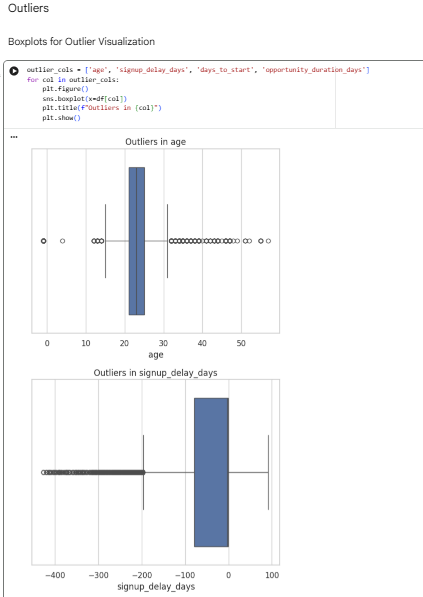 Outliers
Boxplots for Outlier Visualization
outlier_cols = ['age', 'signup_delay_days', 'days_to_start', 'opportunity_duration_days']
for col in outlier_cols:
    plt.figure()
    sns.boxplot(x=df[col])
    plt.title(f"Outliers in {col}")
    plt.show()
...
Outliers in age
0 10 20 30 40 50
age
Outliers in signup_delay_days
−400 −300 −200 −100 0 100
signup_delay_days